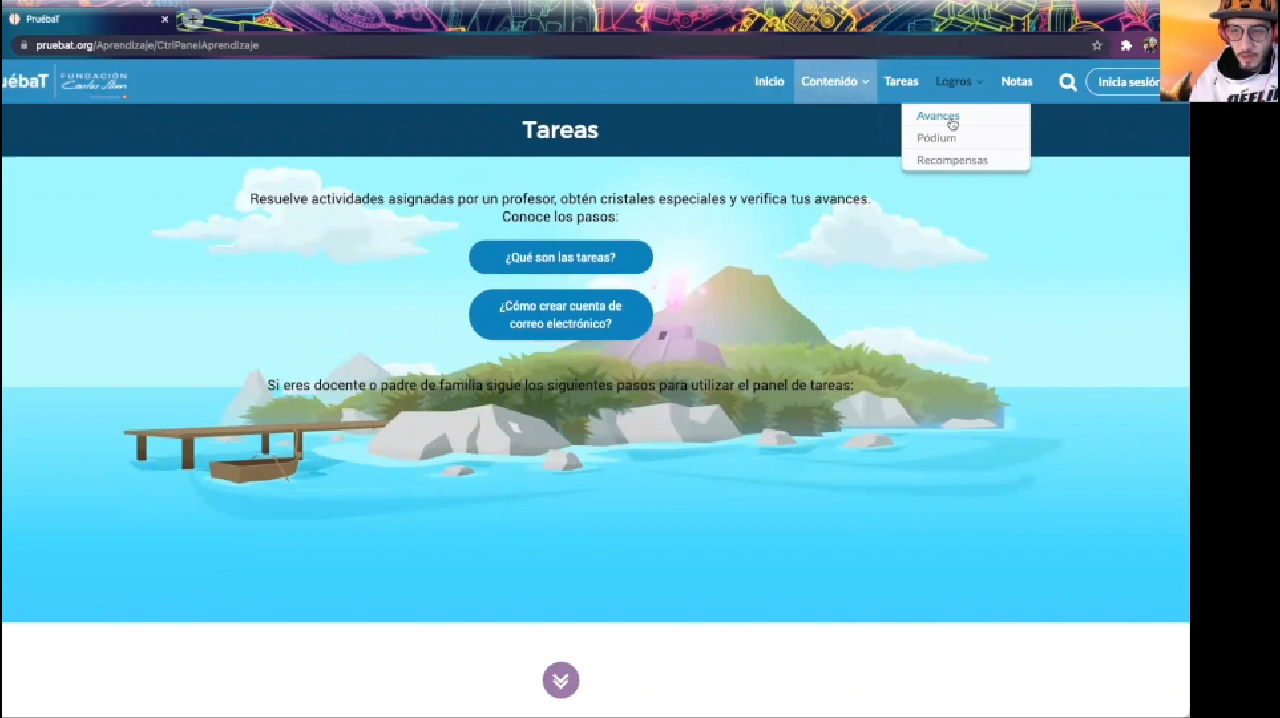 PruébaT
pruebat.org/Aprendizaje/CtrlPanelAprendizaje
uébaT FUNDACIÓN
Carlos Slim
Inicio Contenido Tareas Logros Notas Inicia sesión
Avances
Pódium
Recompensas
Tareas
Resuelve actividades asignadas por un profesor, obtén cristales especiales y verifica tus avances.
Conoce los pasos:
¿Qué son las tareas?
¿Cómo crear cuenta de
correo electrónico?
Si eres docente o padre de familia sigue los siguientes pasos para utilizar el panel de tareas: